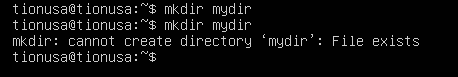 tionusa@tionusa:~$ mkdir mydir
tionusa@tionusa:~$ mkdir mydir
mkdir: cannot create directory ‘mydir’: File exists
tionusa@tionusa:~$